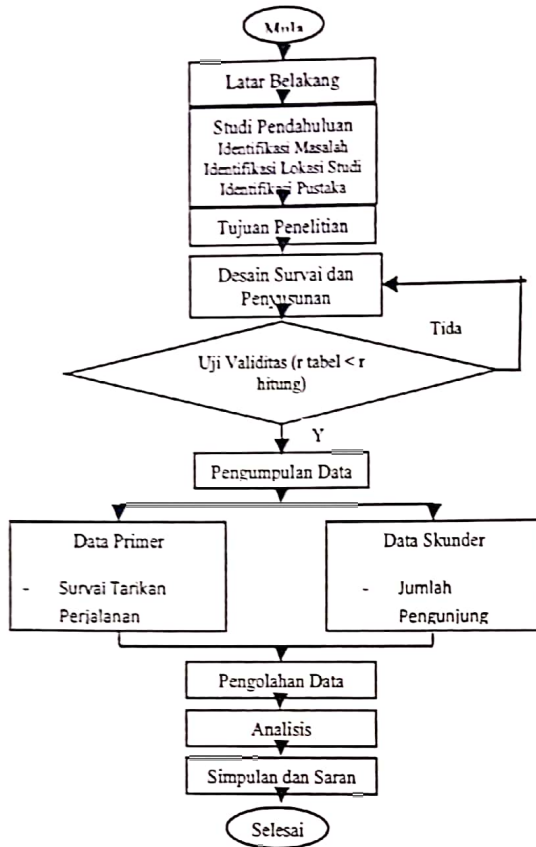 Mula
Latar Belakang
Studi Pendahuluan
Identifikasi Masalah
Identifikasi Lokasi Studi
Identifikasi Pustaka
Tujuan Penelitian
Desain Survai dan
Penyusunan
Tida
Uji Validitas (r tabel < r
hitung)
Y
Pengumpulan Data
Data Primer
- Survai Tarikan
Perjalanan
Data Skunder
- Jumlah
Pengunjung
Pengolahan Data
Analisis
Simpulan dan Saran
Selesai